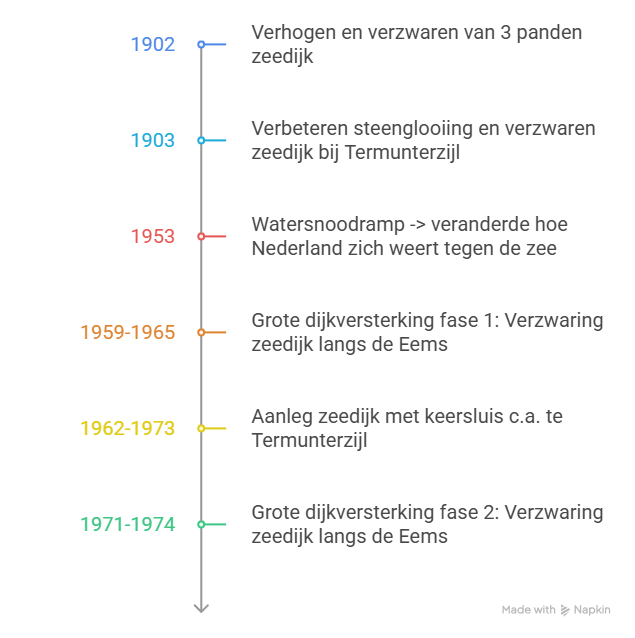 1902
Verhogen en verzwaren van 3 panden
zeedijk
1903
Verbeteren steenglooiing en verzwaren
zeedijk bij Termunterzijl
1953
Watersnoodramp -> veranderde hoe
Nederland zich weert tegen de zee
1959-1965
Grote dijkversterking fase 1: Verzwaring
zeedijk langs de Eems
1962-1973
Aanleg zeedijk met keersluis c.a. te
Termunterzijl
1971-1974
Grote dijkversterking fase 2: Verzwaring
zeedijk langs de Eems
Made with Napkin